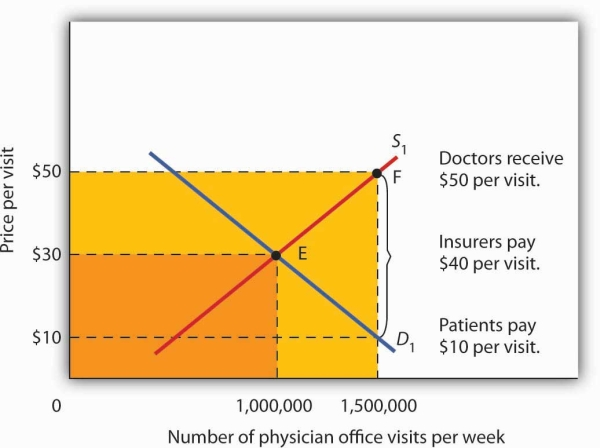 S1
F
Doctors receive
$50 per visit.
$50
Price per visit
Insurers pay
$40 per visit.
$30
E
Patients pay
$10 per visit.
$10
D1
0
1,000,000
1,500,000
Number of physician office visits per week